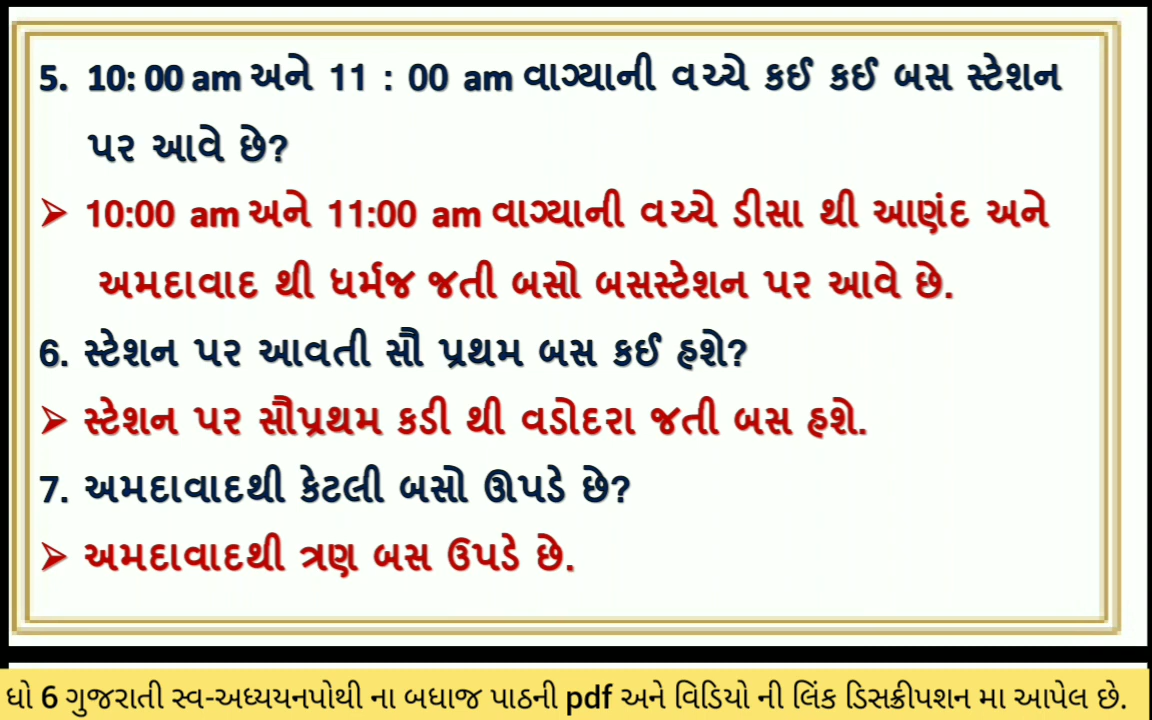 5. 10: 00 am અને 11 : 00 am વાગ્યાની વચ્ચે કઈ કઈ બસ સ્ટેશન
પર આવે છે?
➢ 10:00 am અને 11:00 am વાગ્યાની વચ્ચે ડીસા થી આણંદ અને
અમદાવાદ થી ધર્મજ જતી બસો બસસ્ટેશન પર આવે છે.
6. સ્ટેશન પર આવતી સૌ પ્રથમ બસ કઈ હશે?
➢ સ્ટેશન પર સૌપ્રથમ કડી થી વડોદરા જતી બસ હશે.
7. અમદાવાદથી કેટલી બસો ઊપડે છે?
➢ અમદાવાદથી ત્રણ બસ ઉપડે છે.
ધો 6 ગુજરાતી સ્વ-અધ્યયનપોથી ના બધાજ પાઠની pdf અને વિડિયો ની લિંક ડિસક્રીપશન મા આપેલ છે.